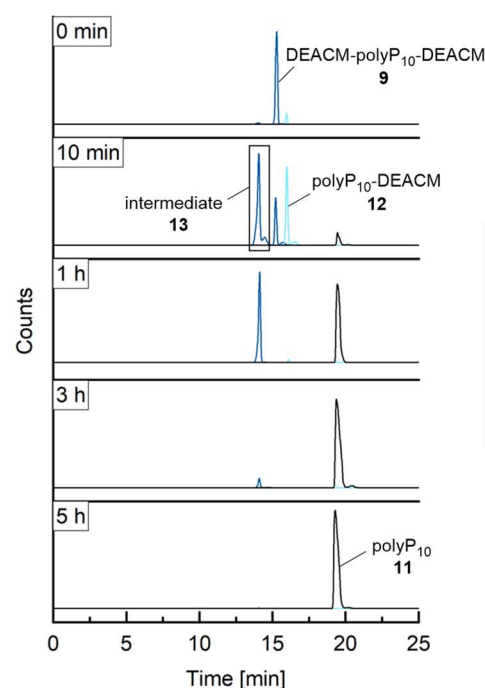 0 min
DEACM-polyP₁₀-DEACM
9
10 min
intermediate
13
polyP₁₀-DEACM
12
1 h
Counts
3 h
5 h
polyP₁₀
11
0 5 10 15 20 25
Time [min]